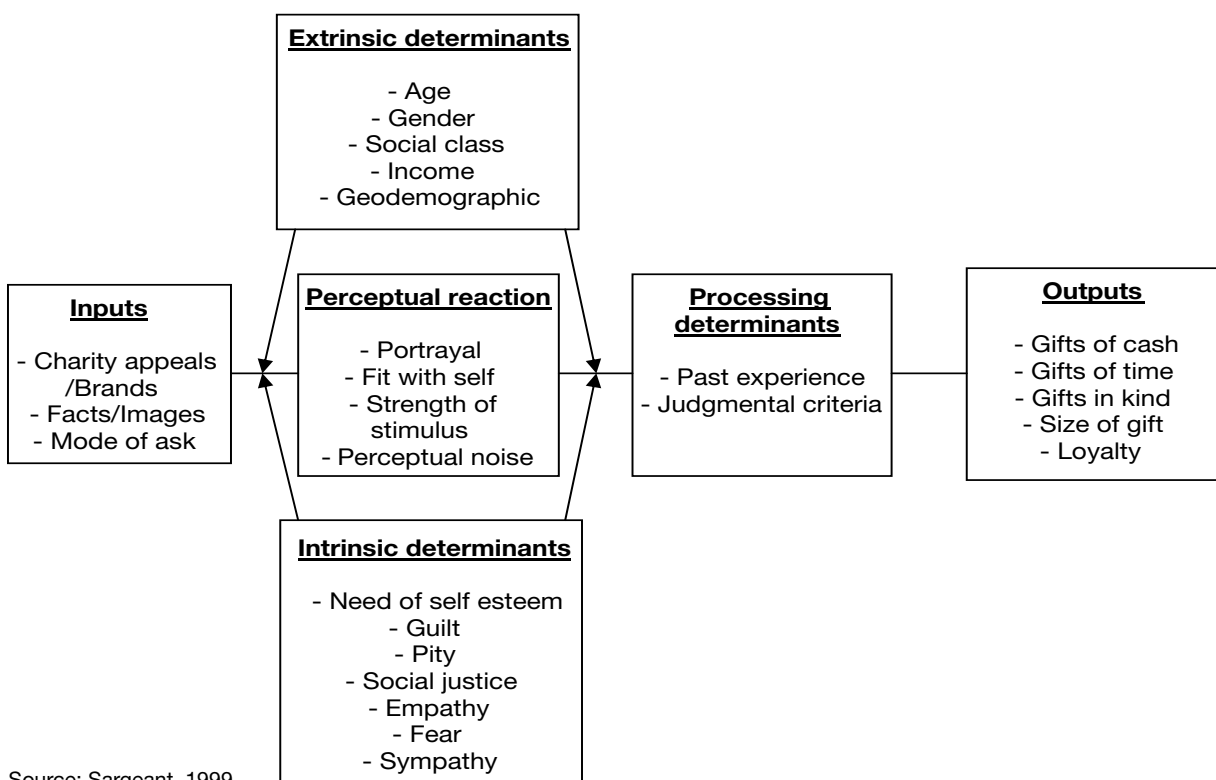 Extrinsic determinants
- Age
- Gender
- Social class
- Income
- Geodemographic
Inputs
- Charity appeals
/Brands
- Facts/Images
- Mode of ask
Perceptual reaction
- Portrayal
- Fit with self
- Strength of
stimulus
- Perceptual noise
Processing
determinants
- Past experience
- Judgmental criteria
Outputs
- Gifts of cash
- Gifts of time
- Gifts in kind
- Size of gift
- Loyalty
Intrinsic determinants
- Need of self esteem
- Guilt
- Pity
- Social justice
- Empathy
- Fear
- Sympathy
Source: Sargeant, 1999